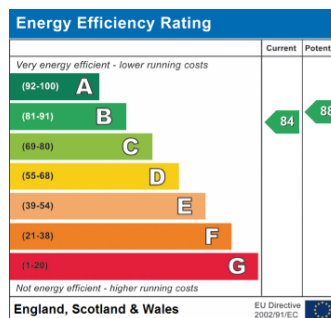 Energy Efficiency Rating
Current Potent
Very energy efficient - lower running costs
(92-100) A
(81-91) B
84
88
(69-80) C
(55-68) D
(39-54) E
(21-38) F
(1-20) G
Not energy efficient - higher running costs
England, Scotland & Wales
EU Directive
2002/91/EC